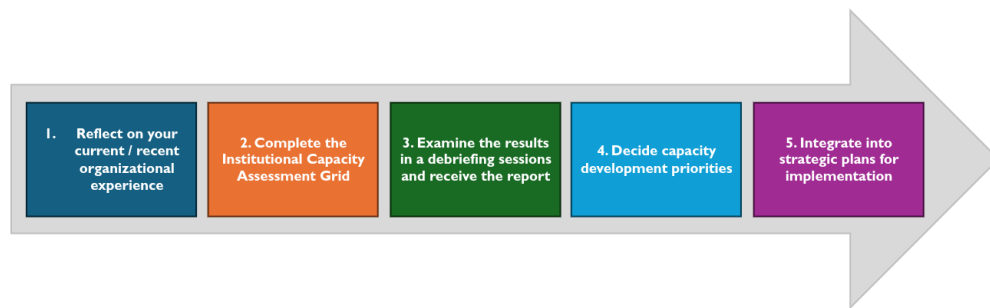 1. Reflect on your
current / recent
organizational
experience
2. Complete the
Institutional Capacity
Assessment Grid
3. Examine the results
in a debriefing sessions
and receive the report
4. Decide capacity
development priorities
5. Integrate into
strategic plans for
implementation